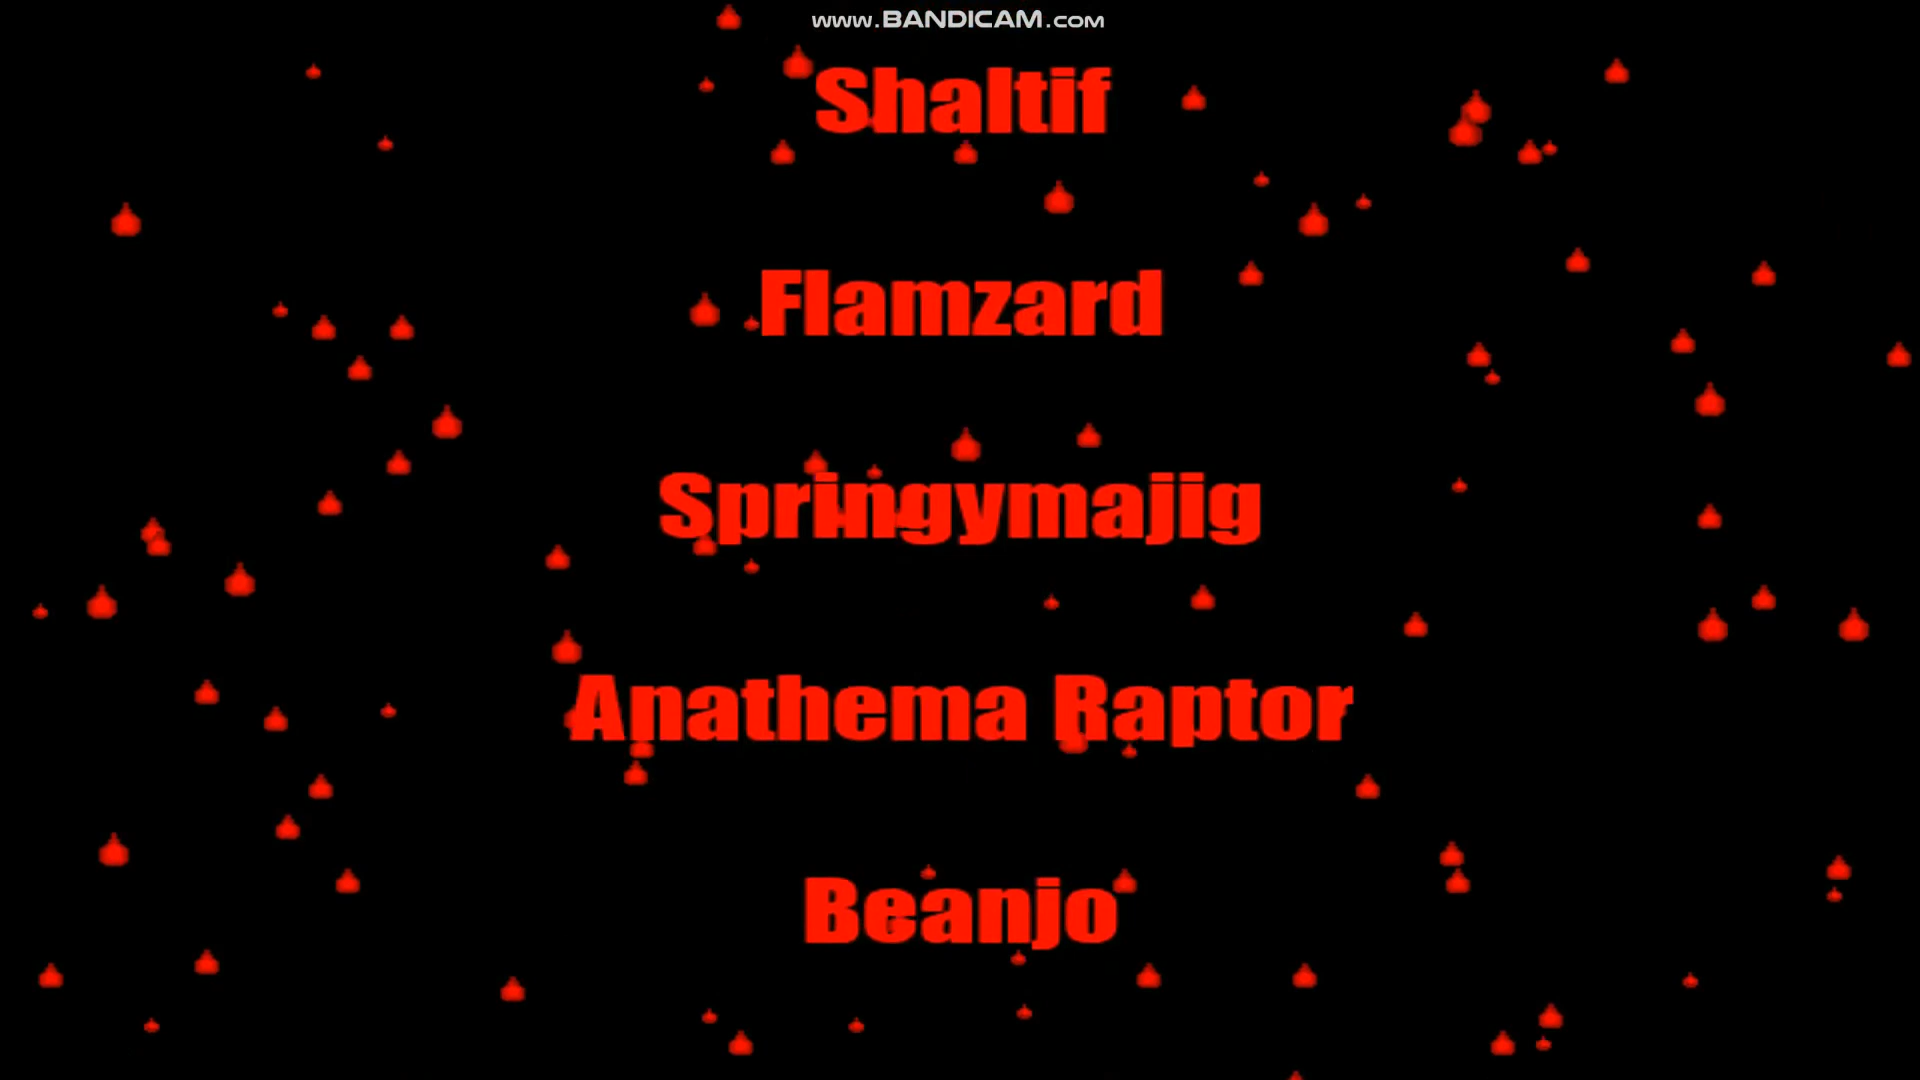 www.BANDICAM.com
Shaltif
Flamzard
Springymajig
Anathema Raptor
Beanjo